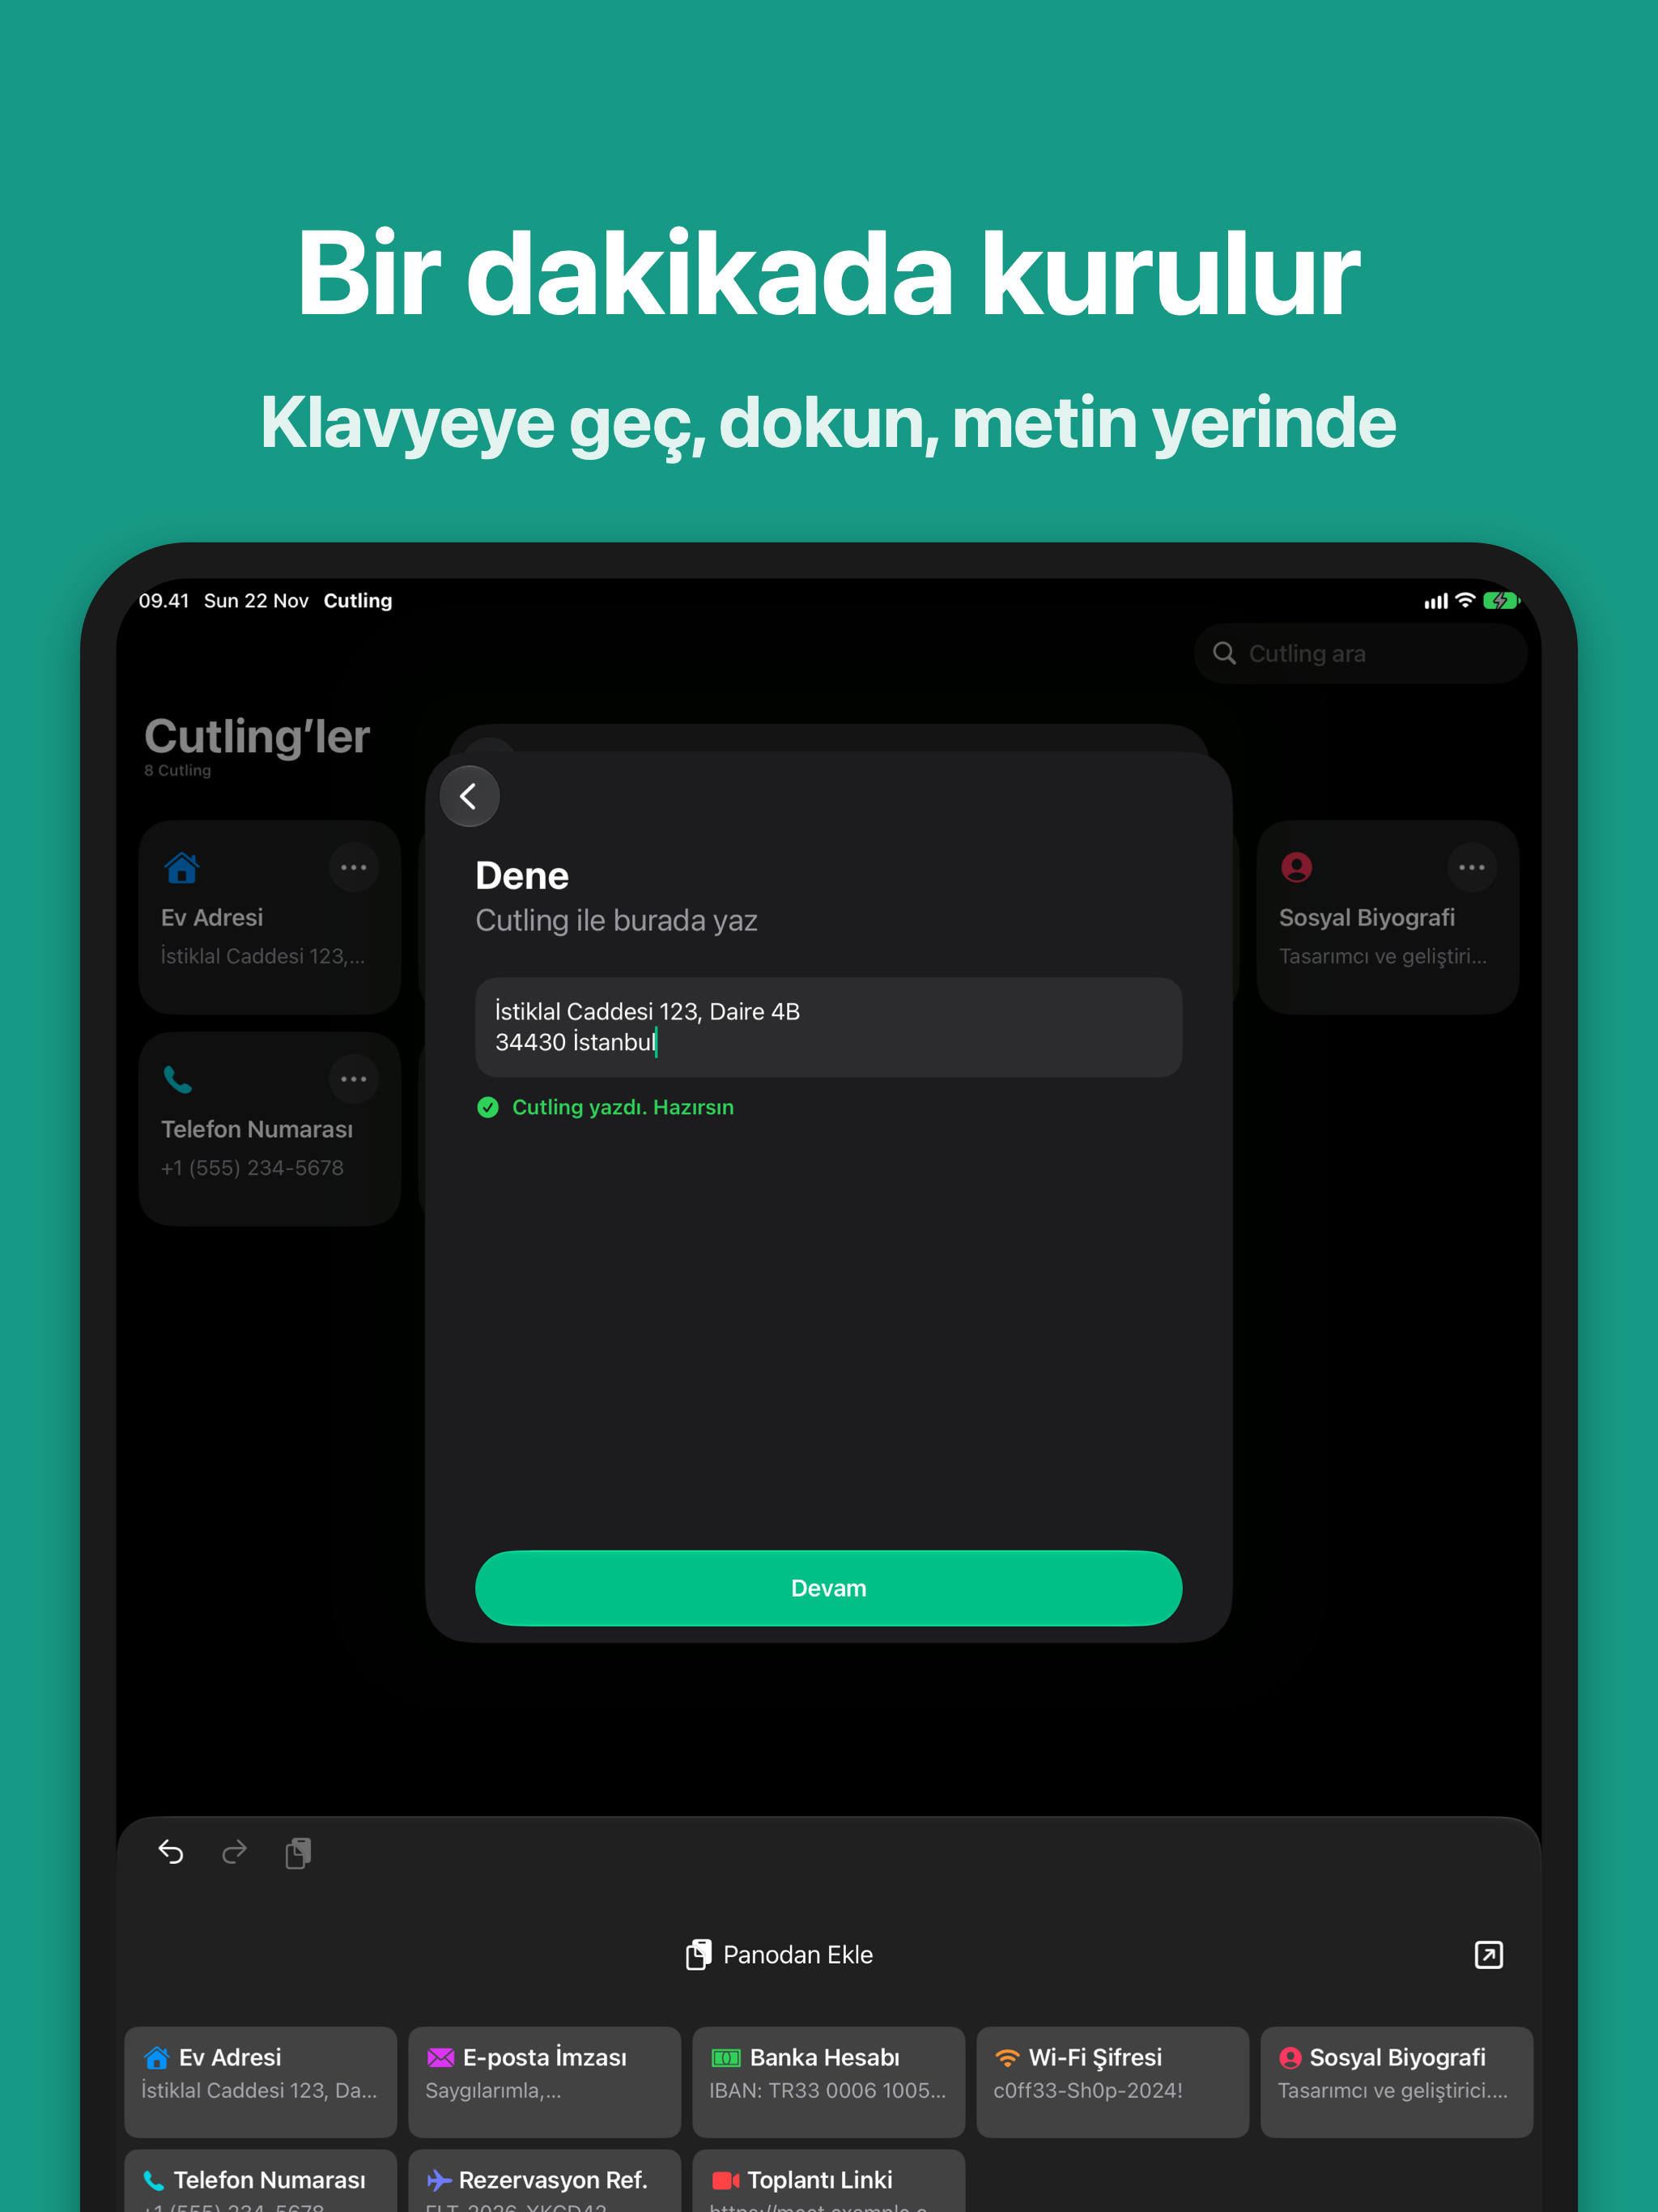 Bir dakikada kurulur
Klavyeye geç, dokun, metin yerinde
09.41 Sun 22 Nov Cutling
Cutling ara
Cutling’ler
8 Cutling
Ev Adresi
İstiklal Caddesi 123,...
Telefon Numarası
+1 (555) 234-5678
Sosyal Biyografi
Tasarımcı ve geliştiri...
Dene
Cutling ile burada yaz
İstiklal Caddesi 123, Daire 4B
34430 İstanbul
Cutling yazdı. Hazırsın
Devam
Panodan Ekle
Ev Adresi
İstiklal Caddesi 123, Da...
E-posta İmzası
Saygılarımla,...
Banka Hesabı
IBAN: TR33 0006 1005...
Wi-Fi Şifresi
c0ff33-Sh0p-2024!
Sosyal Biyografi
Tasarımcı ve geliştirici....
Telefon Numarası
+1 (555) 234-5678
Rezervasyon Ref.
Toplantı Linki